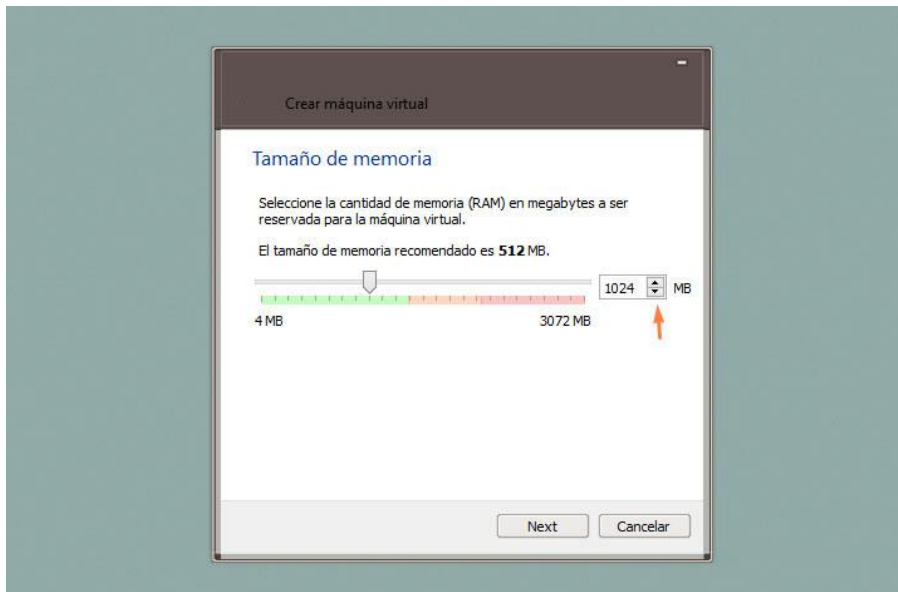 Crear máquina virtual
Tamaño de memoria
Seleccione la cantidad de memoria (RAM) en megabytes a ser
reservada para la máquina virtual.
El tamaño de memoria recomendado es 512 MB.
1024 MB
4 MB 3072 MB
Next Cancelar